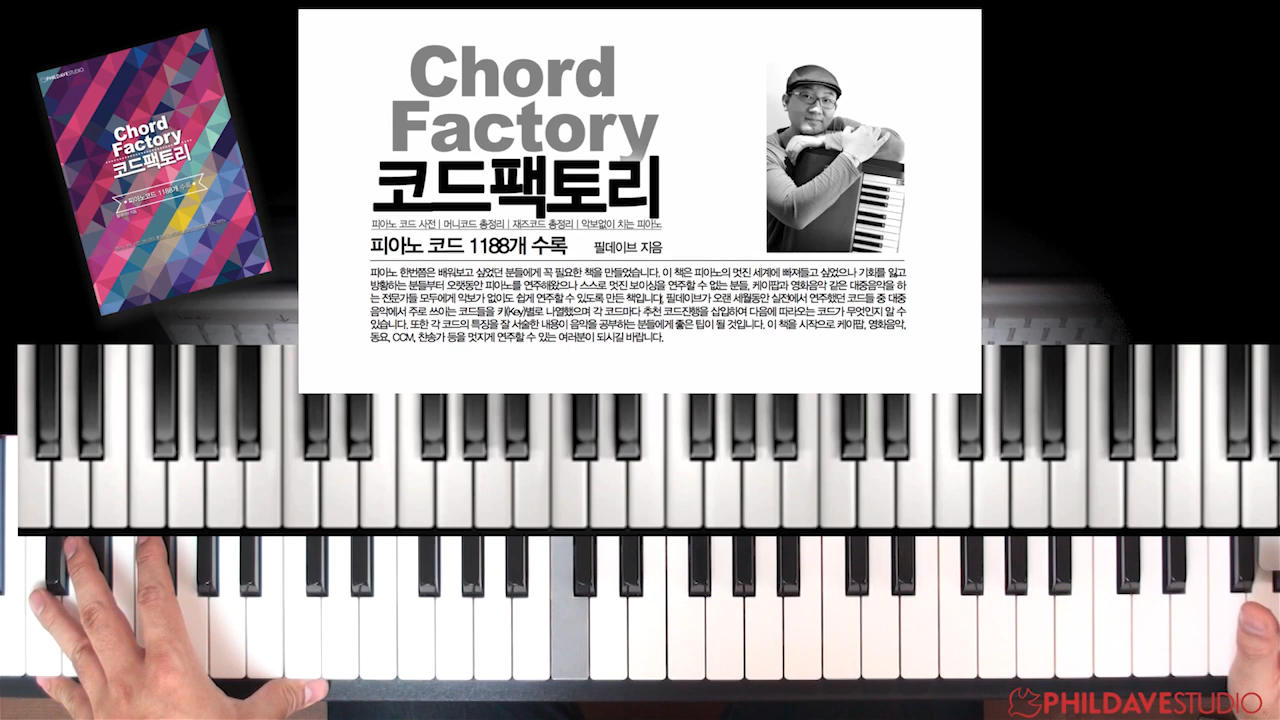 PHILDAVESTUDIO
Chord
Factory
코드팩토리
피아노코드 1188개 수록
Chord
Factory
코드팩토리
피아노 코드 사전 | 머니코드 총정리 | 재즈코드 총정리 | 악보없이 치는 피아노
피아노 코드 1188개 수록 필데이브 지음
피아노 한번쯤은 배워보고 싶었던 분들에게 꼭 필요한 책을 만들었습니다. 이 책은 피아노의 멋진 세계에 빠져들고 싶었으나 기회를 잃고
방황하는 분들부터 오랫동안 피아노를 연주해왔으나 스스로 멋진 보이싱을 연주할 수 없는 분들, 케이팝과 영화음악 같은 대중음악을 하
는 전문가들 모두에게 악보가 없이도 쉽게 연주할 수 있도록 만든 책입니다. 필데이브가 오랜 세월동안 실전에서 연주했던 코드들 중 대중
음악에서 주로 쓰이는 코드들을 키(Key)별로 나열했으며 각 코드마다 추천 코드진행을 삽입하여 다음에 따라오는 코드가 무엇인지 알 수
있습니다. 또한 각 코드의 특징을 잘 서술한 내용이 음악을 공부하는 분들에게 좋은 팁이 될 것입니다. 이 책을 시작으로 케이팝, 영화음악,
동요, CCM, 찬송가 등을 멋지게 연주할 수 있는 여러분이 되시길 바랍니다.
PHILDAVESTUDIO